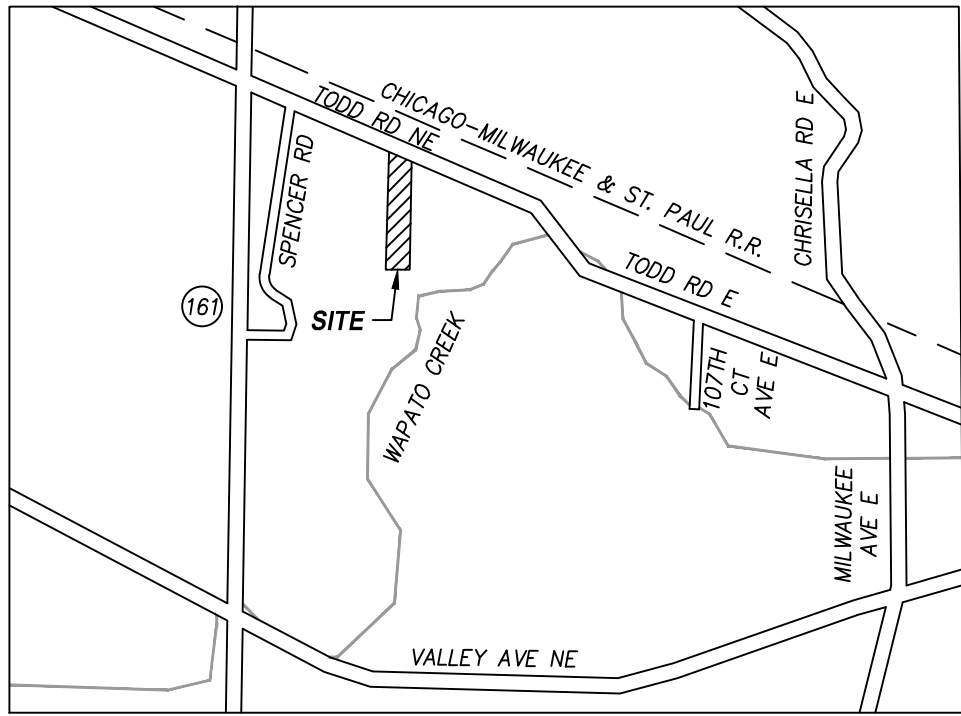 CHICAGO-MILWAUKEE & ST. PAUL R.R.
TODD RD NE
CHRISELLA RD E
SPENCER RD
TODD RD E
161
SITE
WAPATO CREEK
107TH
CT
AVE E
MILWAUKEE
AVE E
VALLEY AVE NE